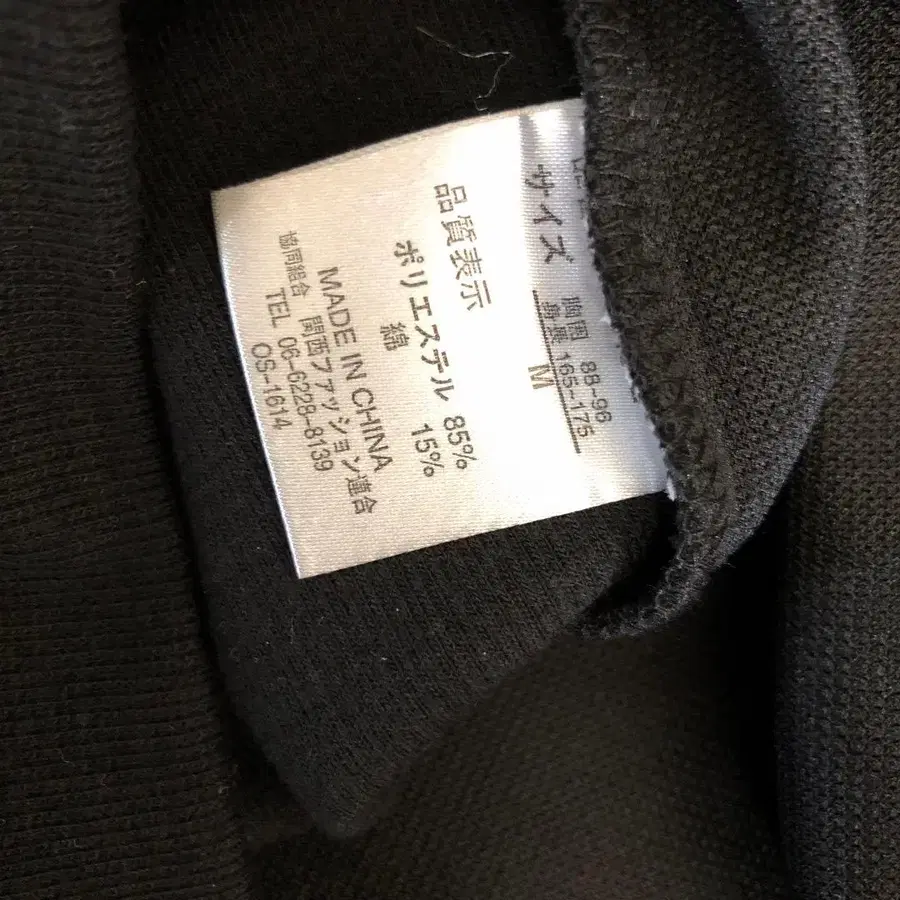 サイズ
胸囲 88-96
身長 165-175
M
品質表示
ポリエステル 85%
綿 15%
MADE IN CHINA
協同組合 関西ファッション連合
TEL 06-6228-8139
OS-1614